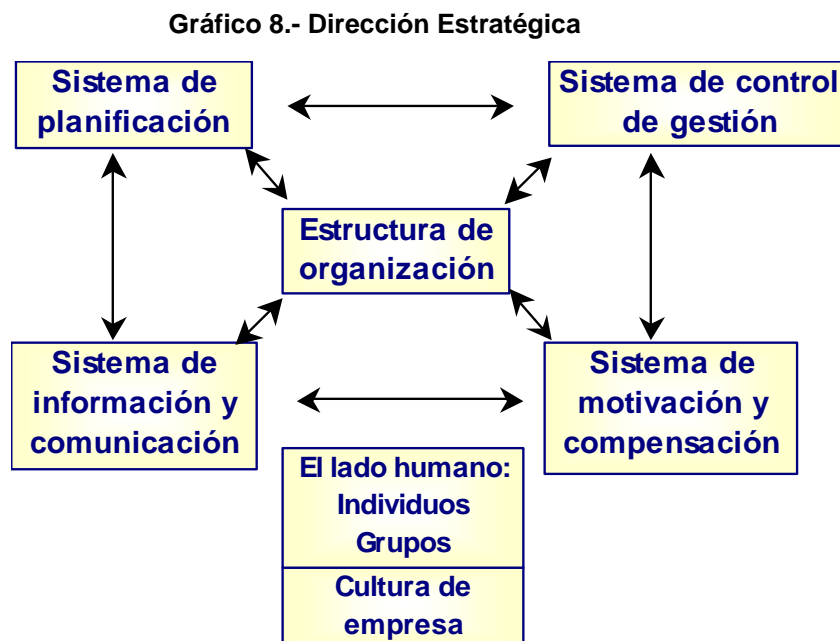 Gráfico 8.- Dirección Estratégica
Sistema de
planificación
Sistema de control
de gestión
Estructura de
organización
Sistema de
información y
comunicación
Sistema de
motivación y
compensación
El lado humano:
Individuos
Grupos
Cultura de
empresa